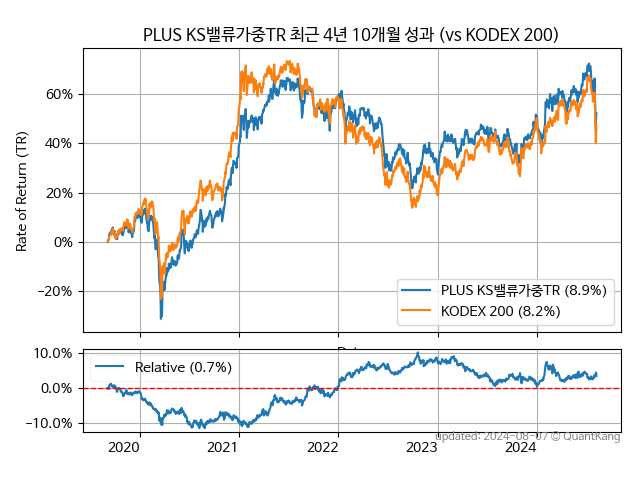 PLUS KS밸류가중TR 최근 4년 10개월 성과 (vs KODEX 200)
Rate of Return (TR)
60%
40%
20%
0%
−20%
PLUS KS밸류가중TR (8.9%)
KODEX 200 (8.2%)
10.0%
0.0%
−10.0%
Relative (0.7%)
2020
2021
2022
2023
2024
updated: 2024-08-07 © QuantKang